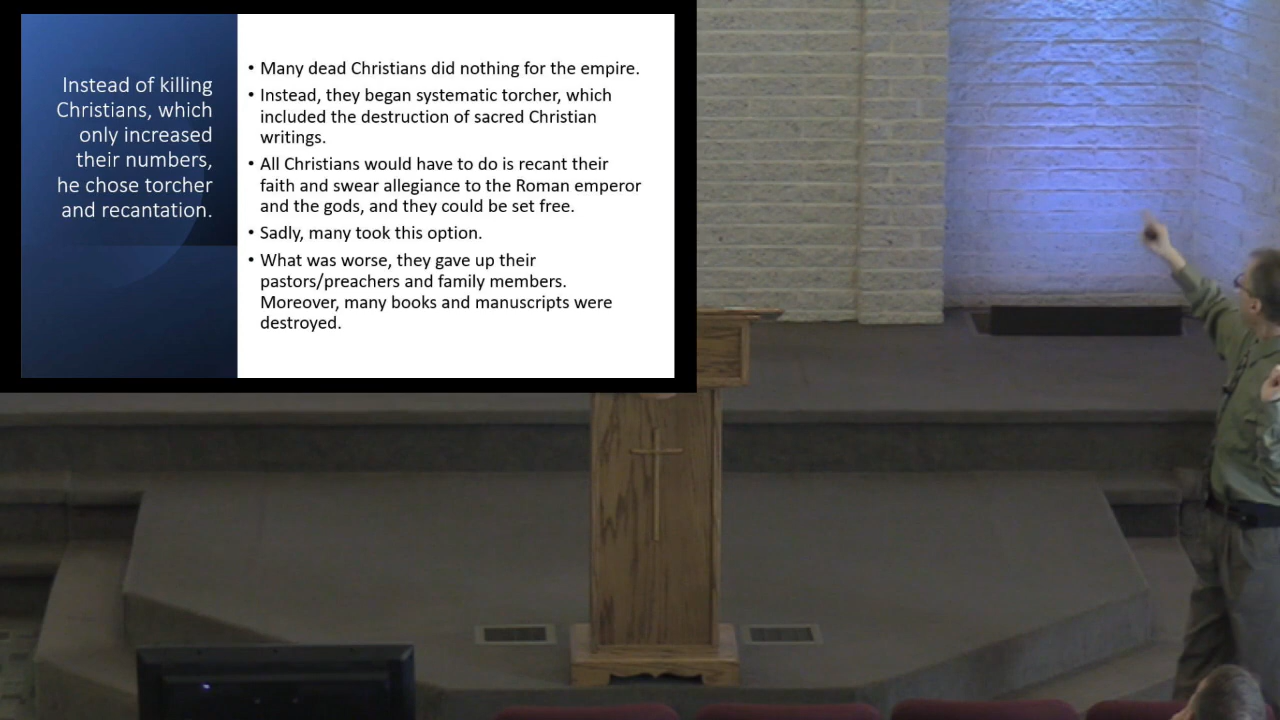 Instead of killing
Christians, which
only increased
their numbers,
he chose torcher
and recantation.
• Many dead Christians did nothing for the empire.
• Instead, they began systematic torcher, which
included the destruction of sacred Christian
writings.
• All Christians would have to do is recant their
faith and swear allegiance to the Roman emperor
and the gods, and they could be set free.
• Sadly, many took this option.
• What was worse, they gave up their
pastors/preachers and family members.
Moreover, many books and manuscripts were
destroyed.